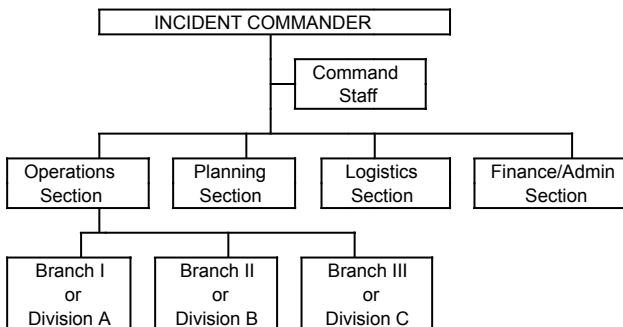 INCIDENT COMMANDER
Command
Staff
Operations
Section
Planning
Section
Logistics
Section
Finance/Admin
Section
Branch I
or
Division A
Branch II
or
Division B
Branch III
or
Division C